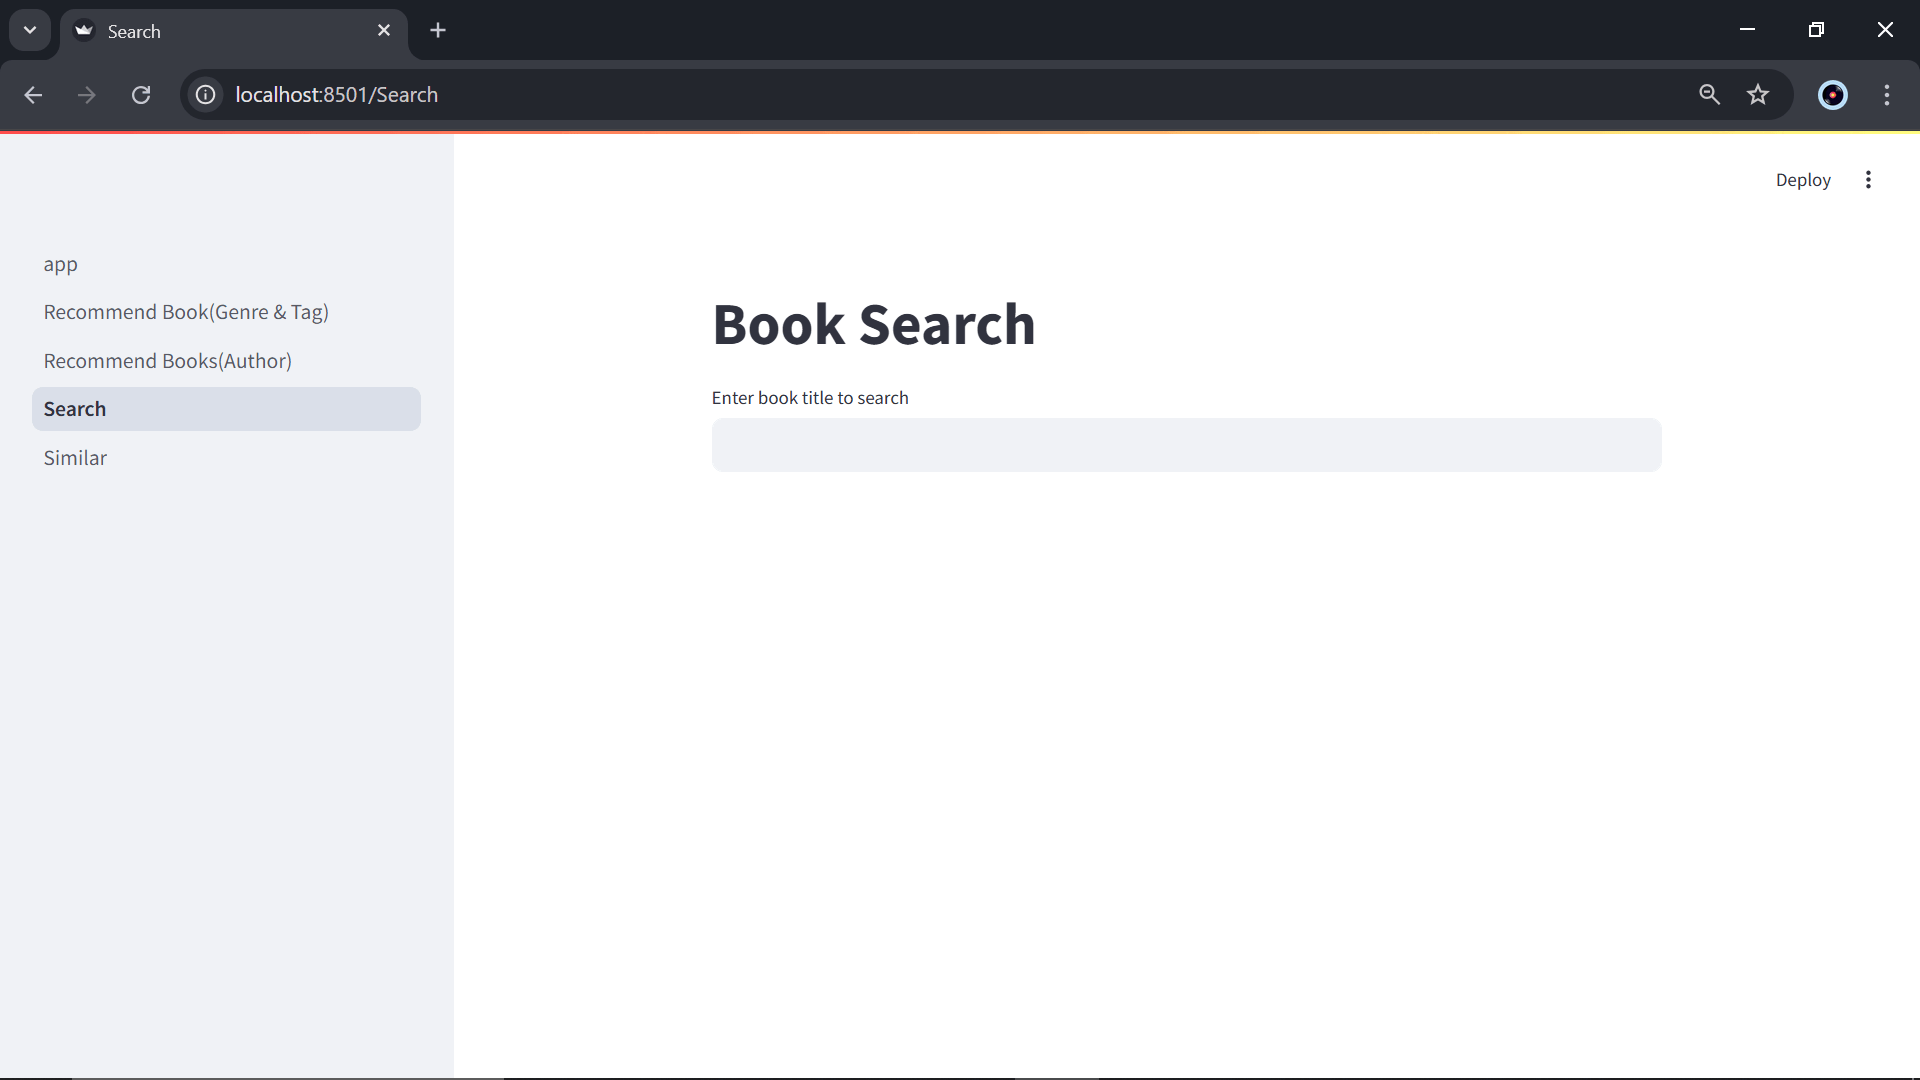 Search
localhost:8501/Search
Deploy
app
Recommend Book(Genre & Tag)
Recommend Books(Author)
Search
Similar
Book Search
Enter book title to search